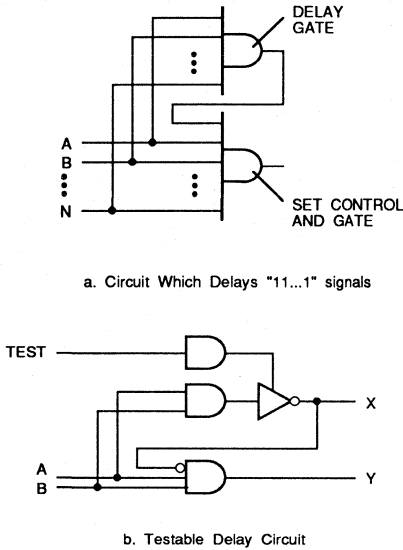 DELAY
GATE
A
B
N
SET CONTROL
AND GATE
a. Circuit Which Delays "11...1" signals
TEST
X
A
B
Y
b. Testable Delay Circuit